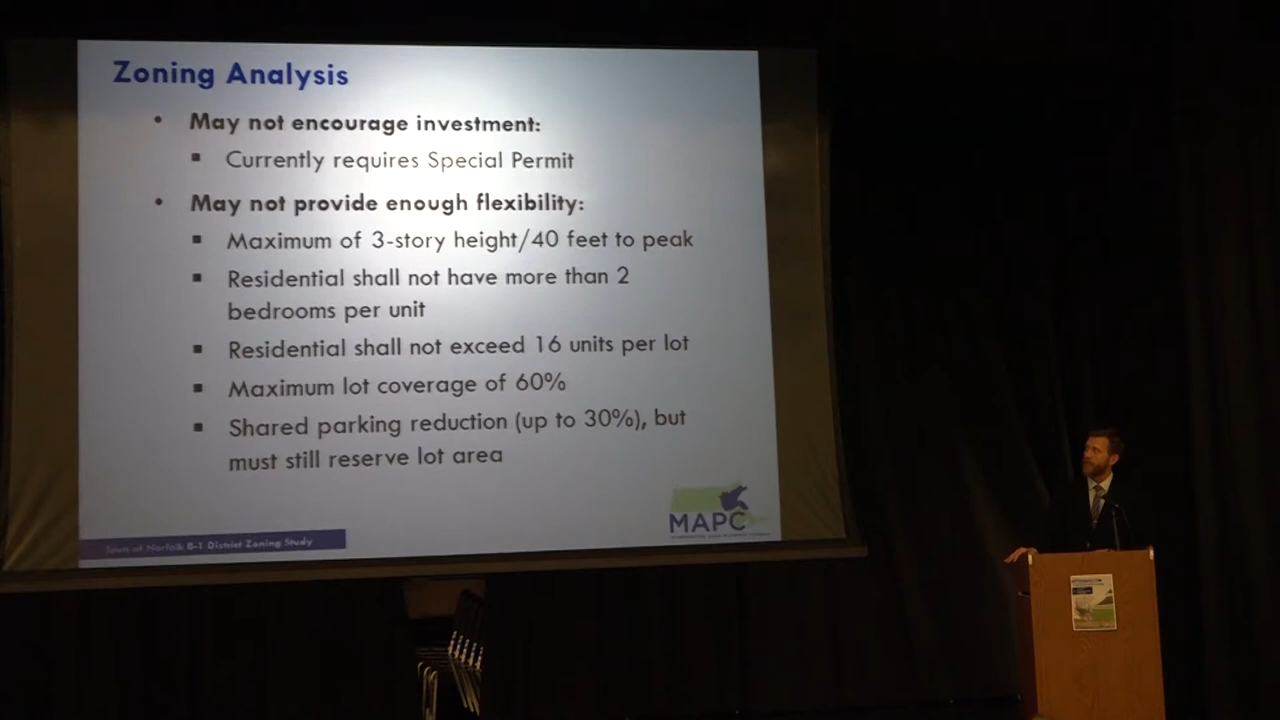 Zoning Analysis
• May not encourage investment:
▪ Currently requires Special Permit
• May not provide enough flexibility:
▪ Maximum of 3-story height/40 feet to peak
▪ Residential shall not have more than 2
bedrooms per unit
▪ Residential shall not exceed 16 units per lot
▪ Maximum lot coverage of 60%
▪ Shared parking reduction (up to 30%), but
must still reserve lot area
MAPC
Town of Norfolk B-1 District Zoning Study